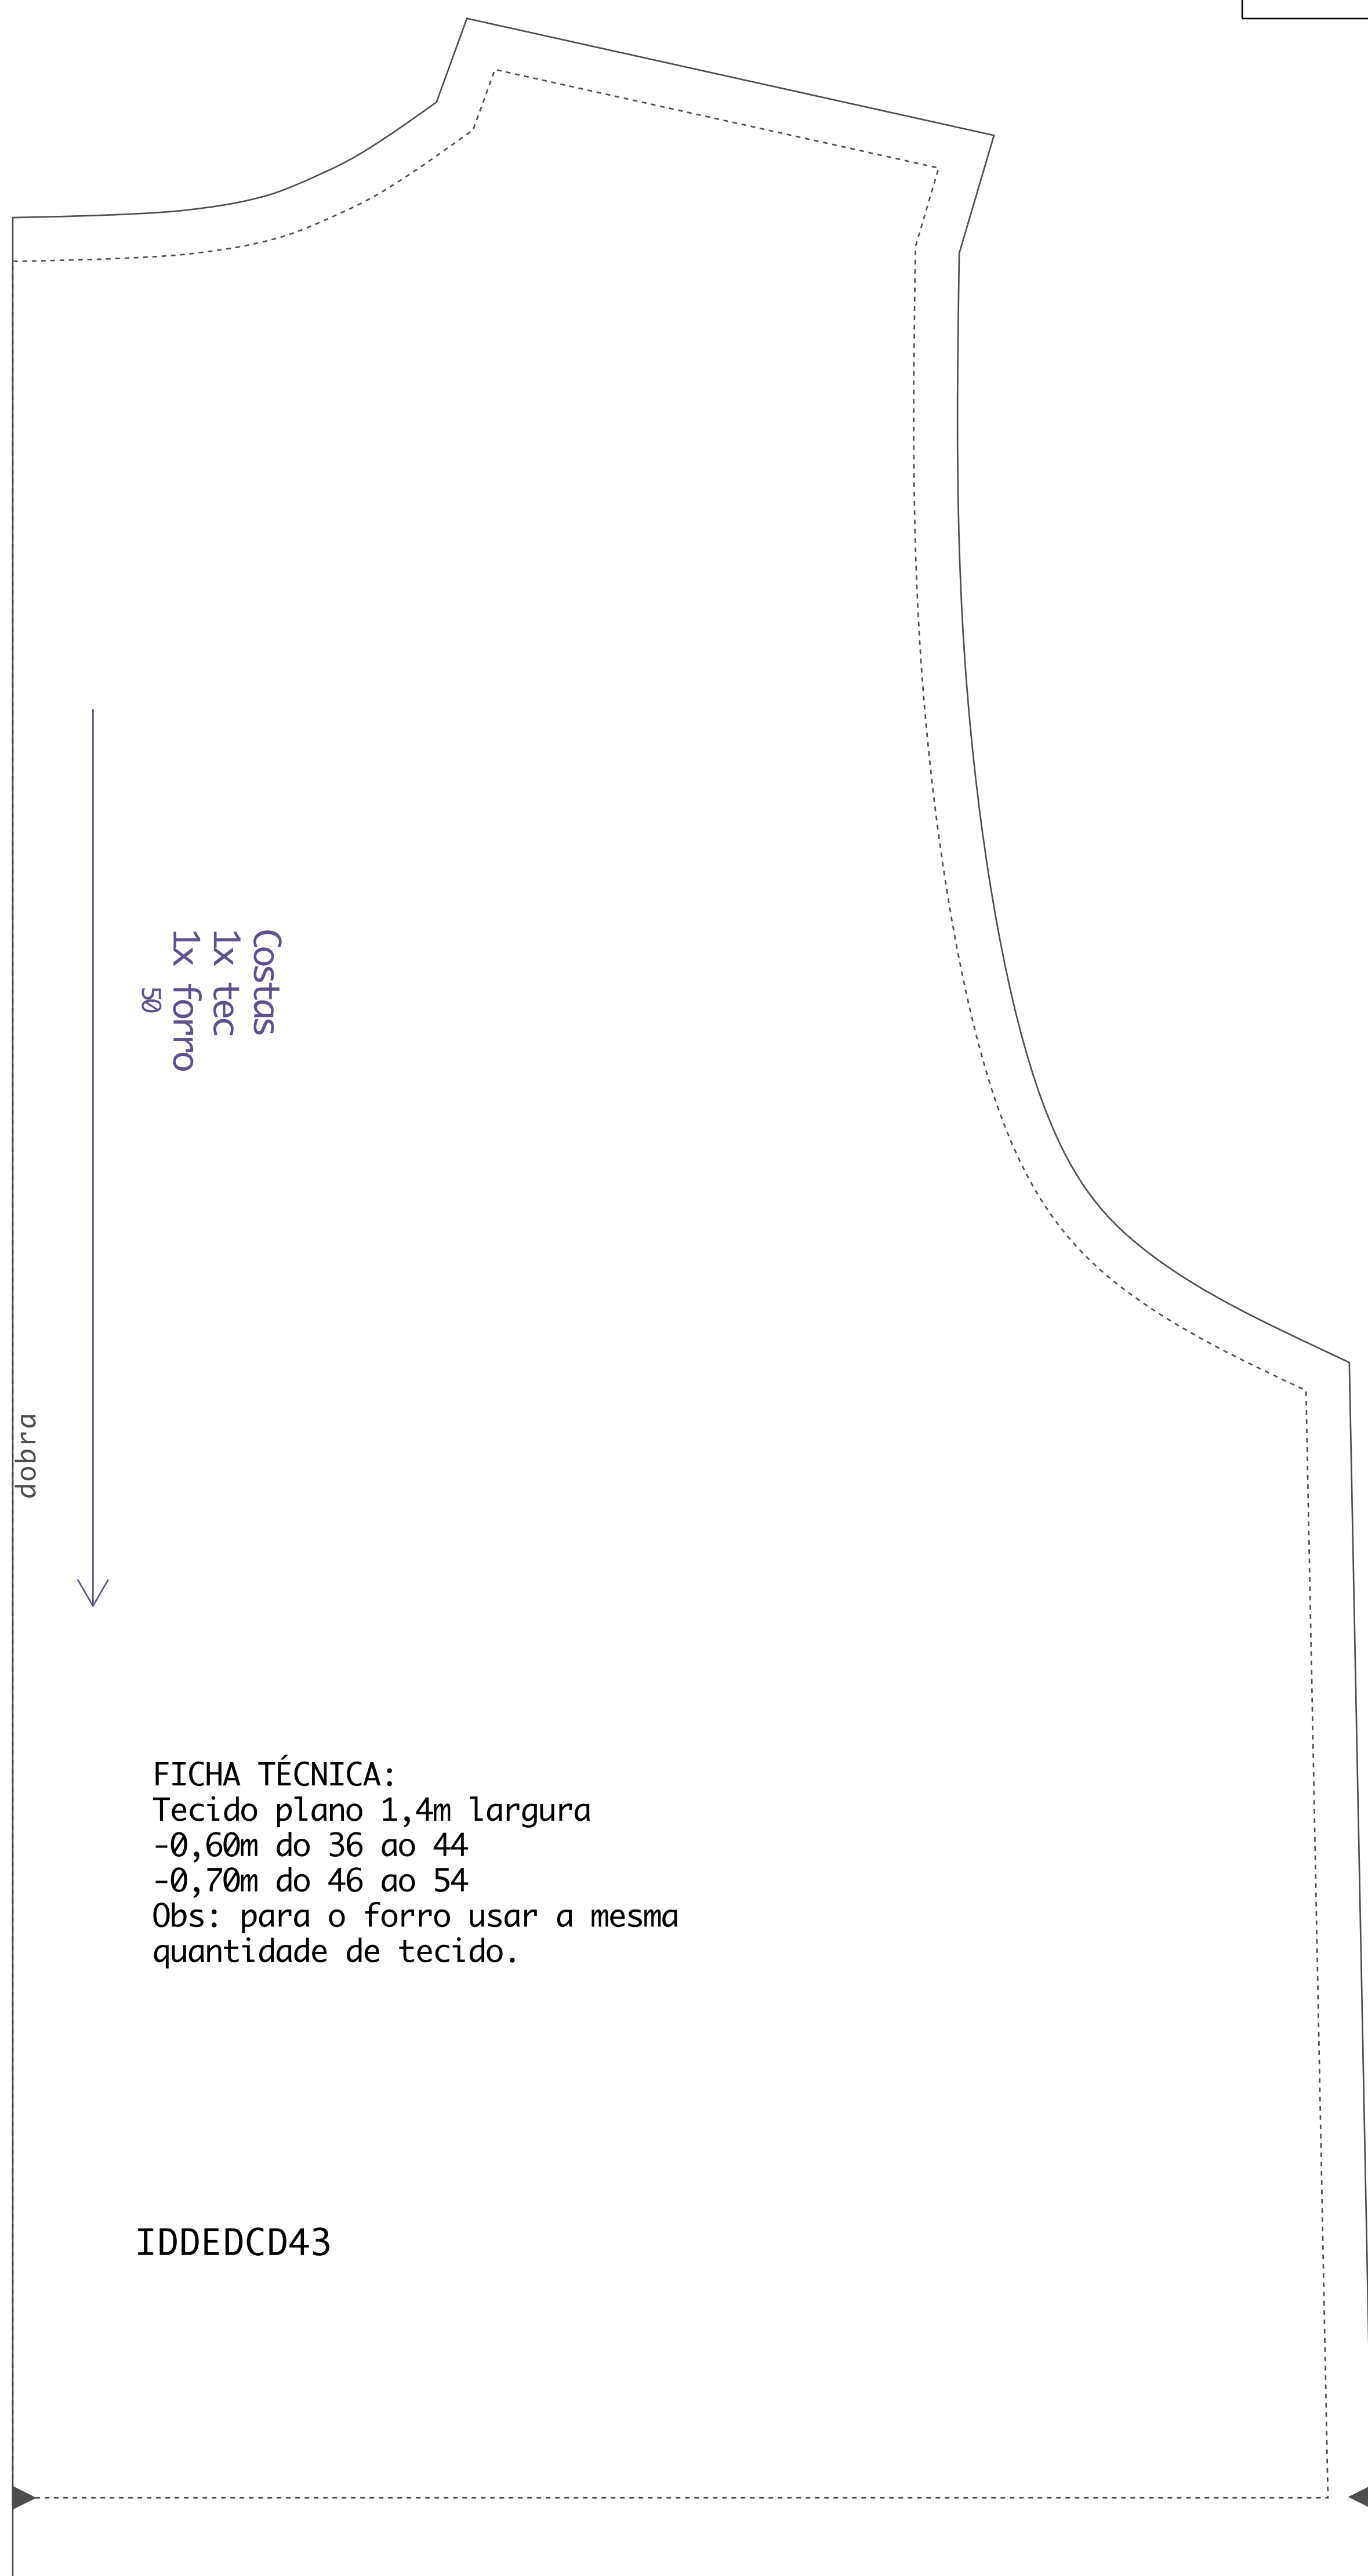 Costas
1x tec
1x forro
50
dobra
FICHA TÉCNICA:
Tecido plano 1,4m largura
-0,60m do 36 ao 44
-0,70m do 46 ao 54
Obs: para o forro usar a mesma
quantidade de tecido.
IDDEDCD43